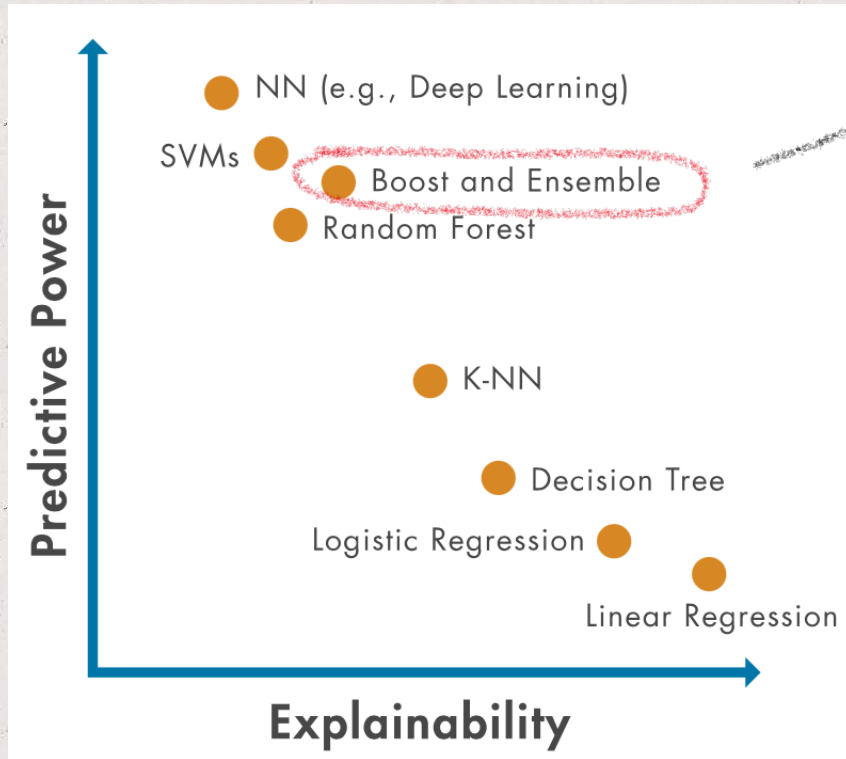 NN (e.g., Deep Learning)
SVMs
Boost and Ensemble
Random Forest
K-NN
Decision Tree
Logistic Regression
Linear Regression
Predictive Power
Explainability